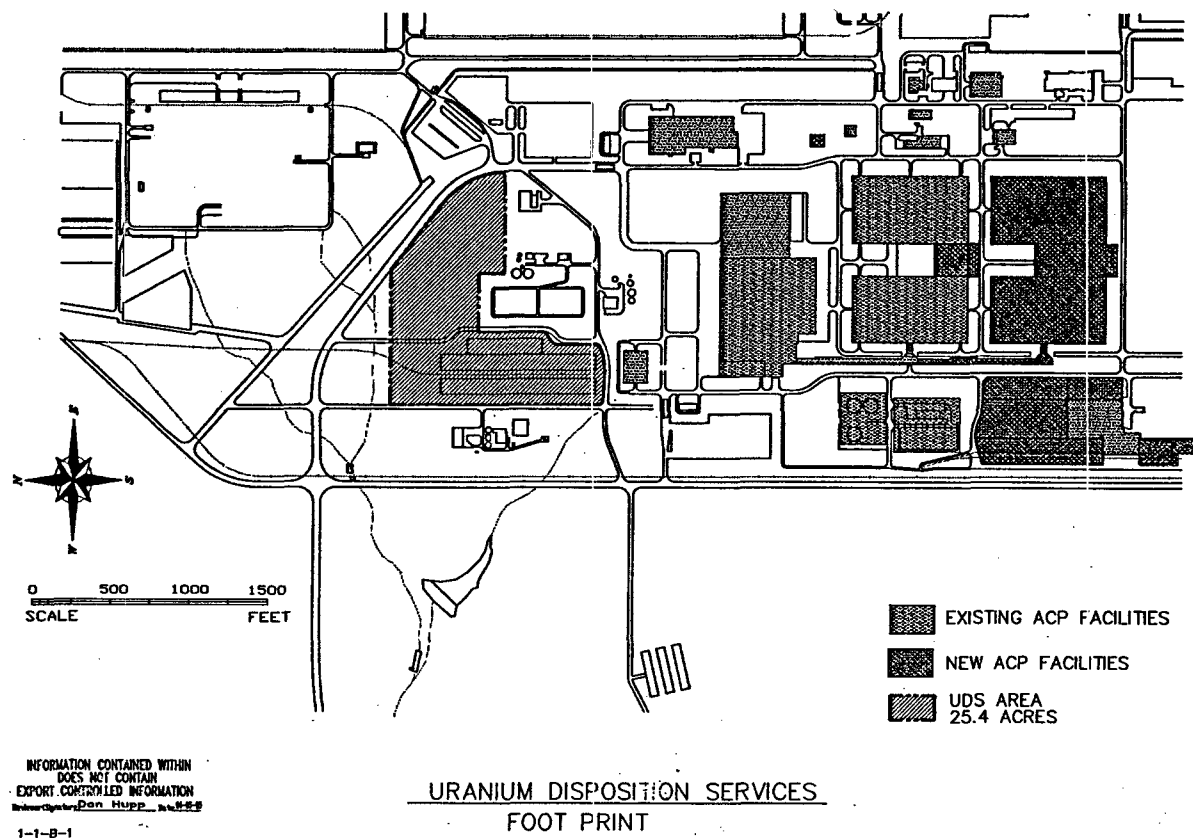 E
N
S
W
0 500 1000 1500
SCALE FEET
EXISTING ACP FACILITIES
NEW ACP FACILITIES
UDS AREA
25.4 ACRES
INFORMATION CONTAINED WITHIN
DOES NOT CONTAIN
EXPORT CONTROLLED INFORMATION
Dan Hupp
URANIUM DISPOSITION SERVICES
FOOT PRINT
1-1-B-1